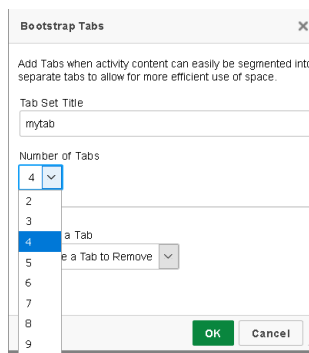 Bootstrap Tabs
Add Tabs when activity content can easily be segmented into
separate tabs to allow for more efficient use of space.
Tab Set Title
mytab
Number of Tabs
4
2
3
4
a Tab
5
e a Tab to Remove
6
7
8
9
OK
Cancel